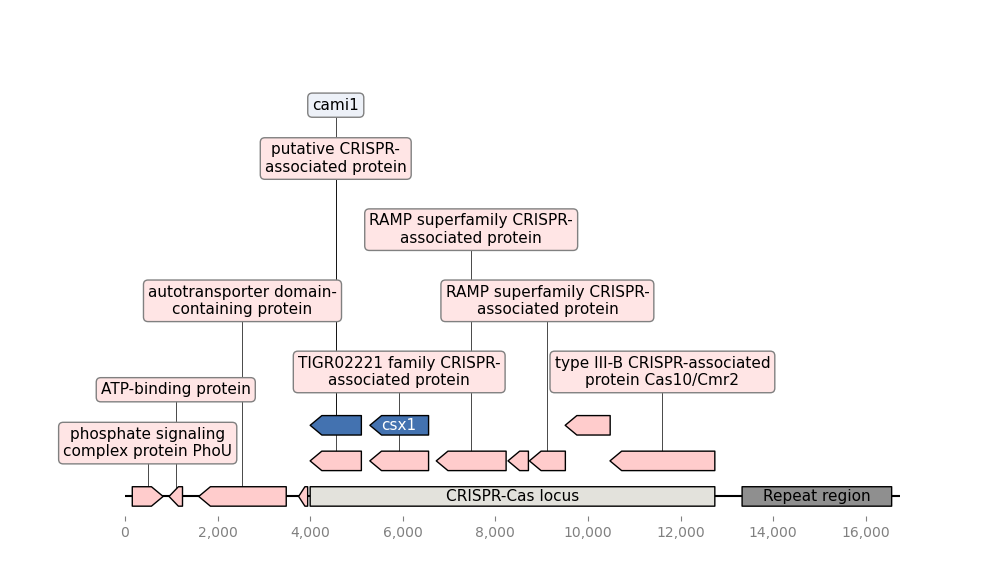 cami1
putative CRISPR-
associated protein
RAMP superfamily CRISPR-
associated protein
autotransporter domain-
containing protein
RAMP superfamily CRISPR-
associated protein
TIGR02221 family CRISPR-
associated protein
type III-B CRISPR-associated
protein Cas10/Cmr2
ATP-binding protein
phosphate signaling
complex protein PhoU
csx1
CRISPR-Cas locus
Repeat region
0
2,000
4,000
6,000
8,000
10,000
12,000
14,000
16,000